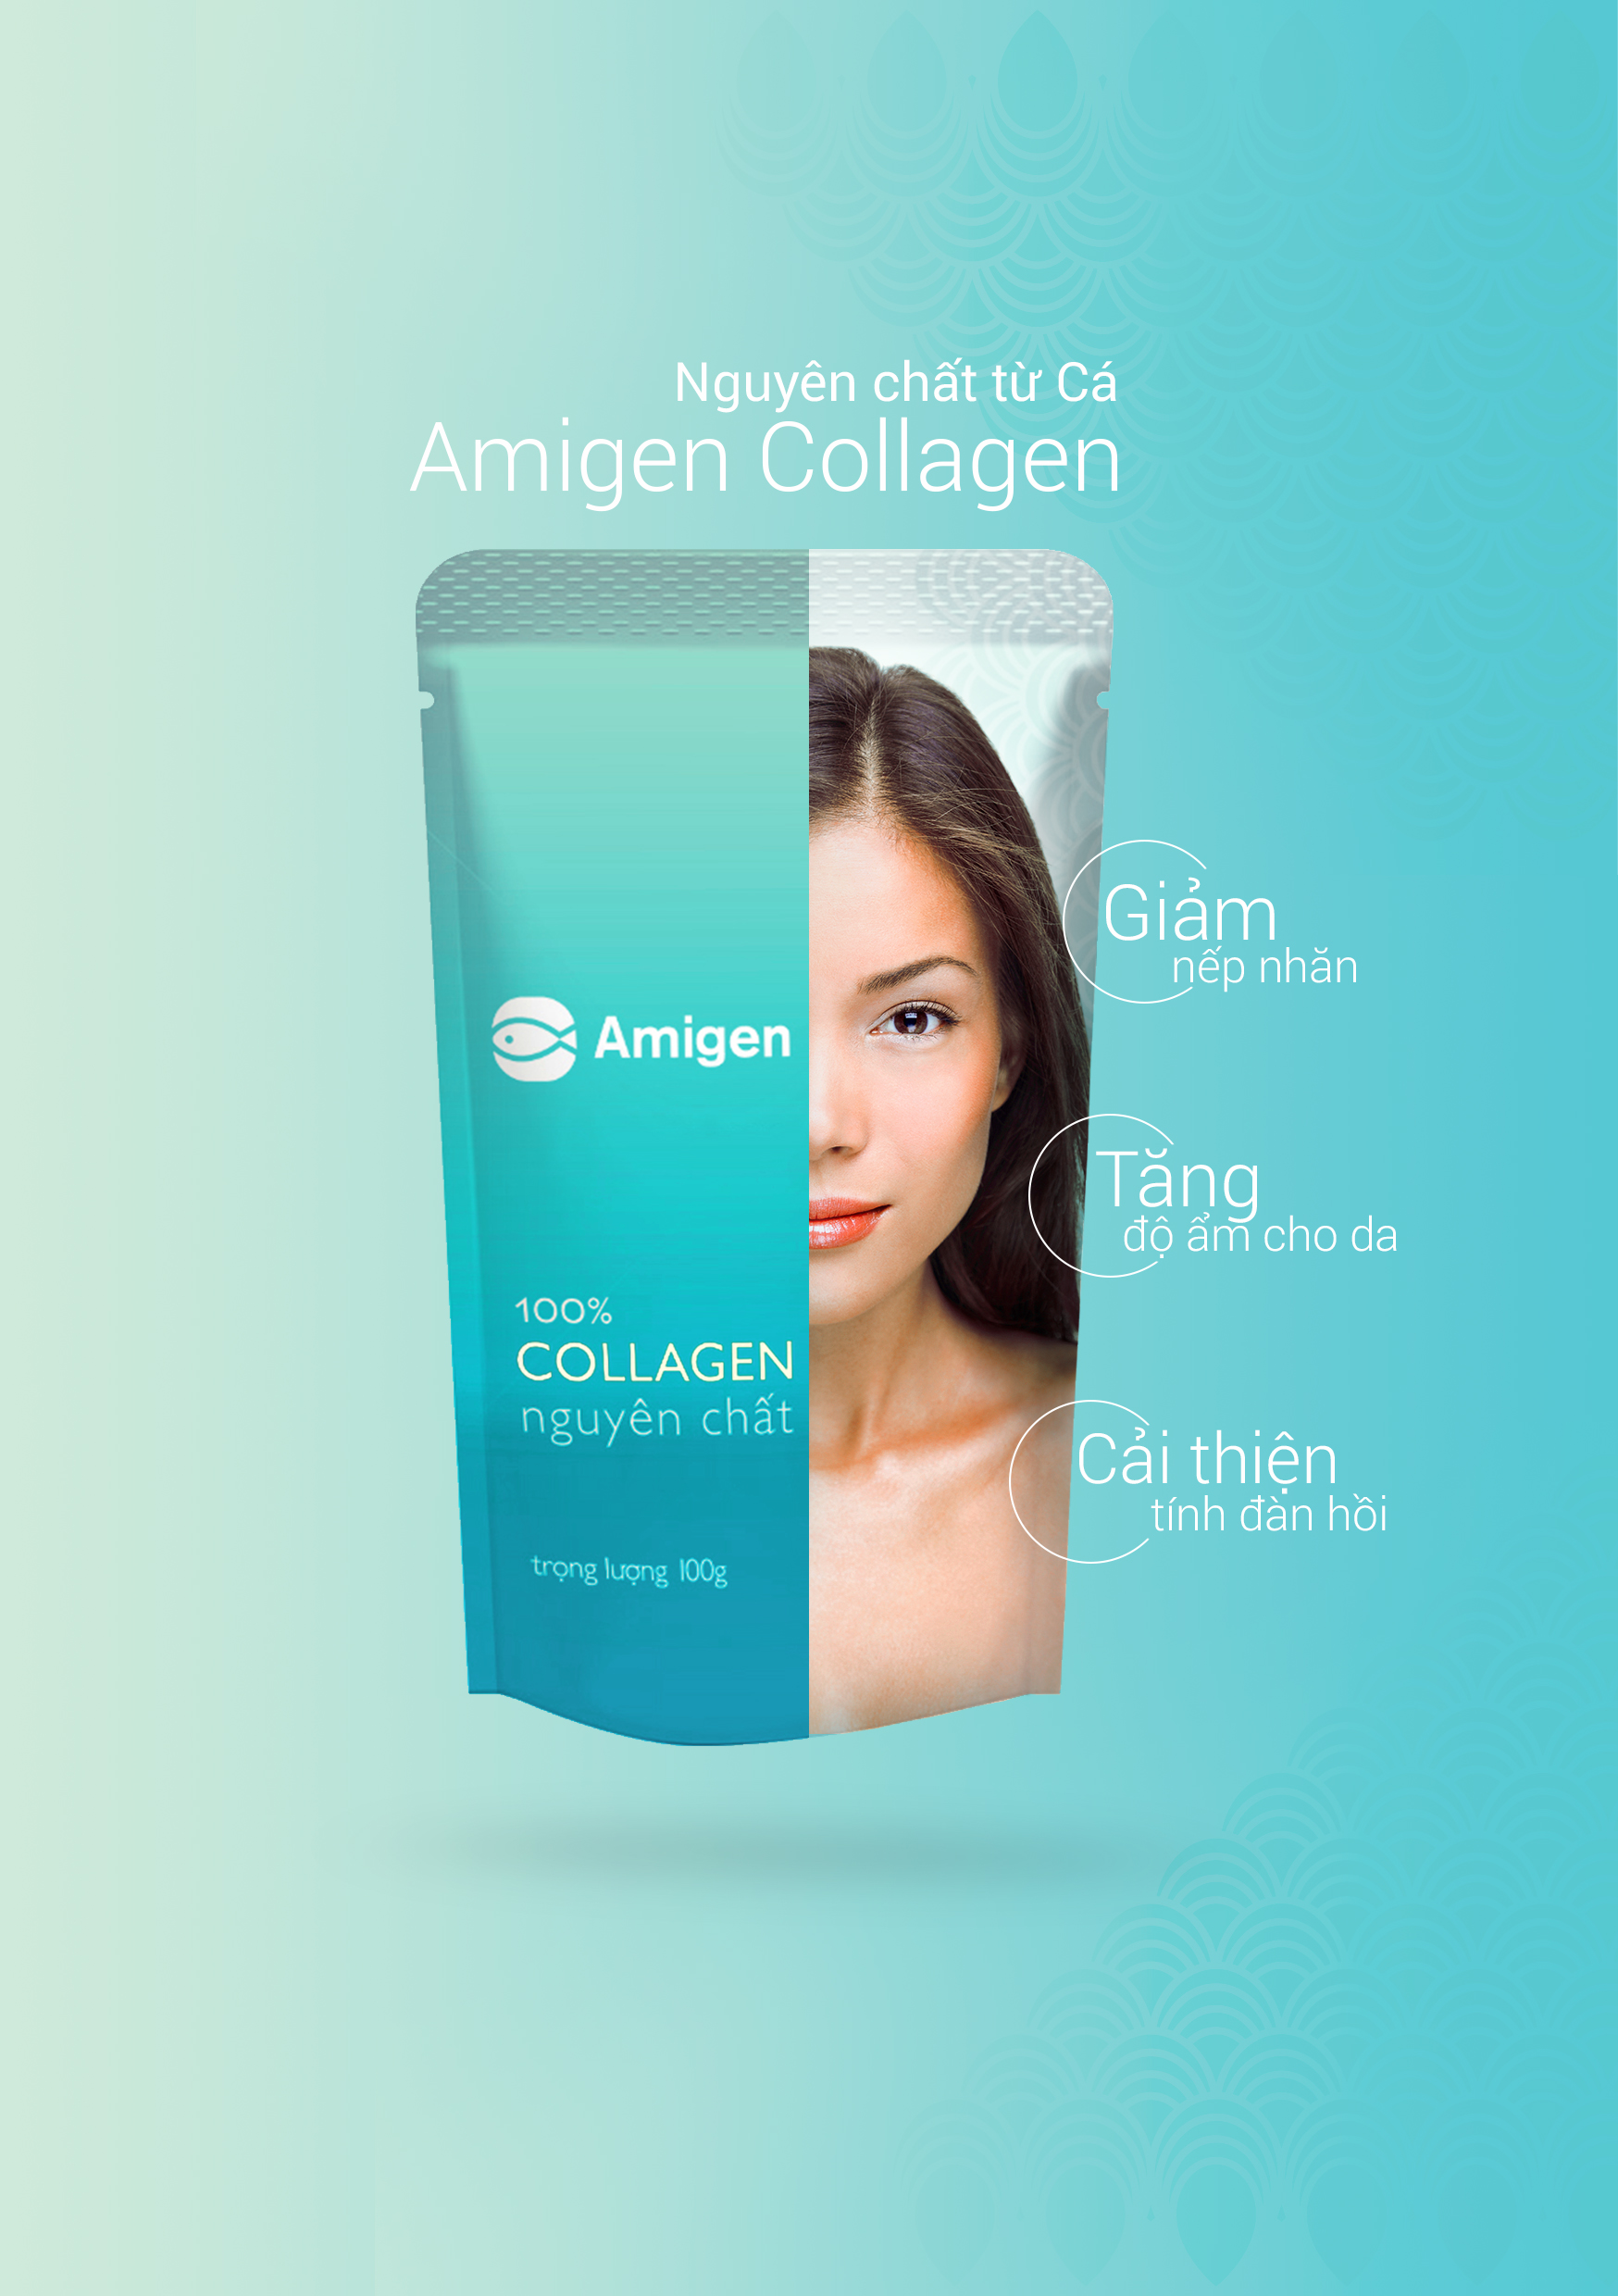 Nguyên chất từ Cá
Amigen Collagen
Amigen
100%
COLLAGEN
nguyên chất
trọng lượng 100g
Giảm
nếp nhăn
Tăng
độ ẩm cho da
Cải thiện
tính đàn hồi